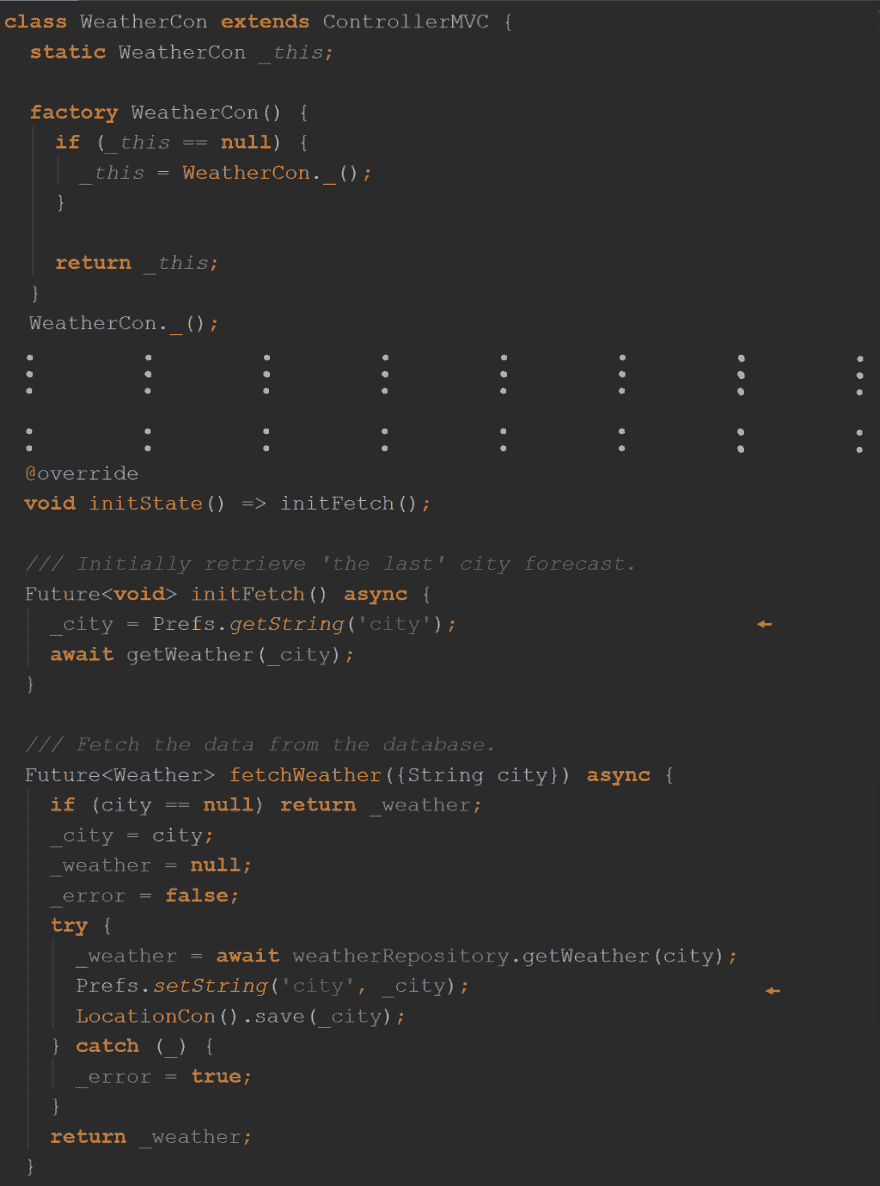 class WeatherCon extends ControllerMVC {
  static WeatherCon _this;

  factory WeatherCon() {
    if (_this == null) {
      _this = WeatherCon._();
    }

    return _this;
  }
  WeatherCon._();
  @override
  void initState() => initFetch();

  /// Initially retrieve 'the last' city forecast.
  Future<void> initFetch() async {
    _city = Prefs.getString('city'); ←
    await getWeather(_city);
  }

  /// Fetch the data from the database.
  Future<Weather> fetchWeather({String city}) async {
    if (city == null) return _weather;
    _city = city;
    _weather = null;
    _error = false;
    try {
      _weather = await weatherRepository.getWeather(city);
      Prefs.setString('city', _city); ←
      LocationCon().save(_city);
    } catch (_) {
      _error = true;
    }
    return _weather;
  }